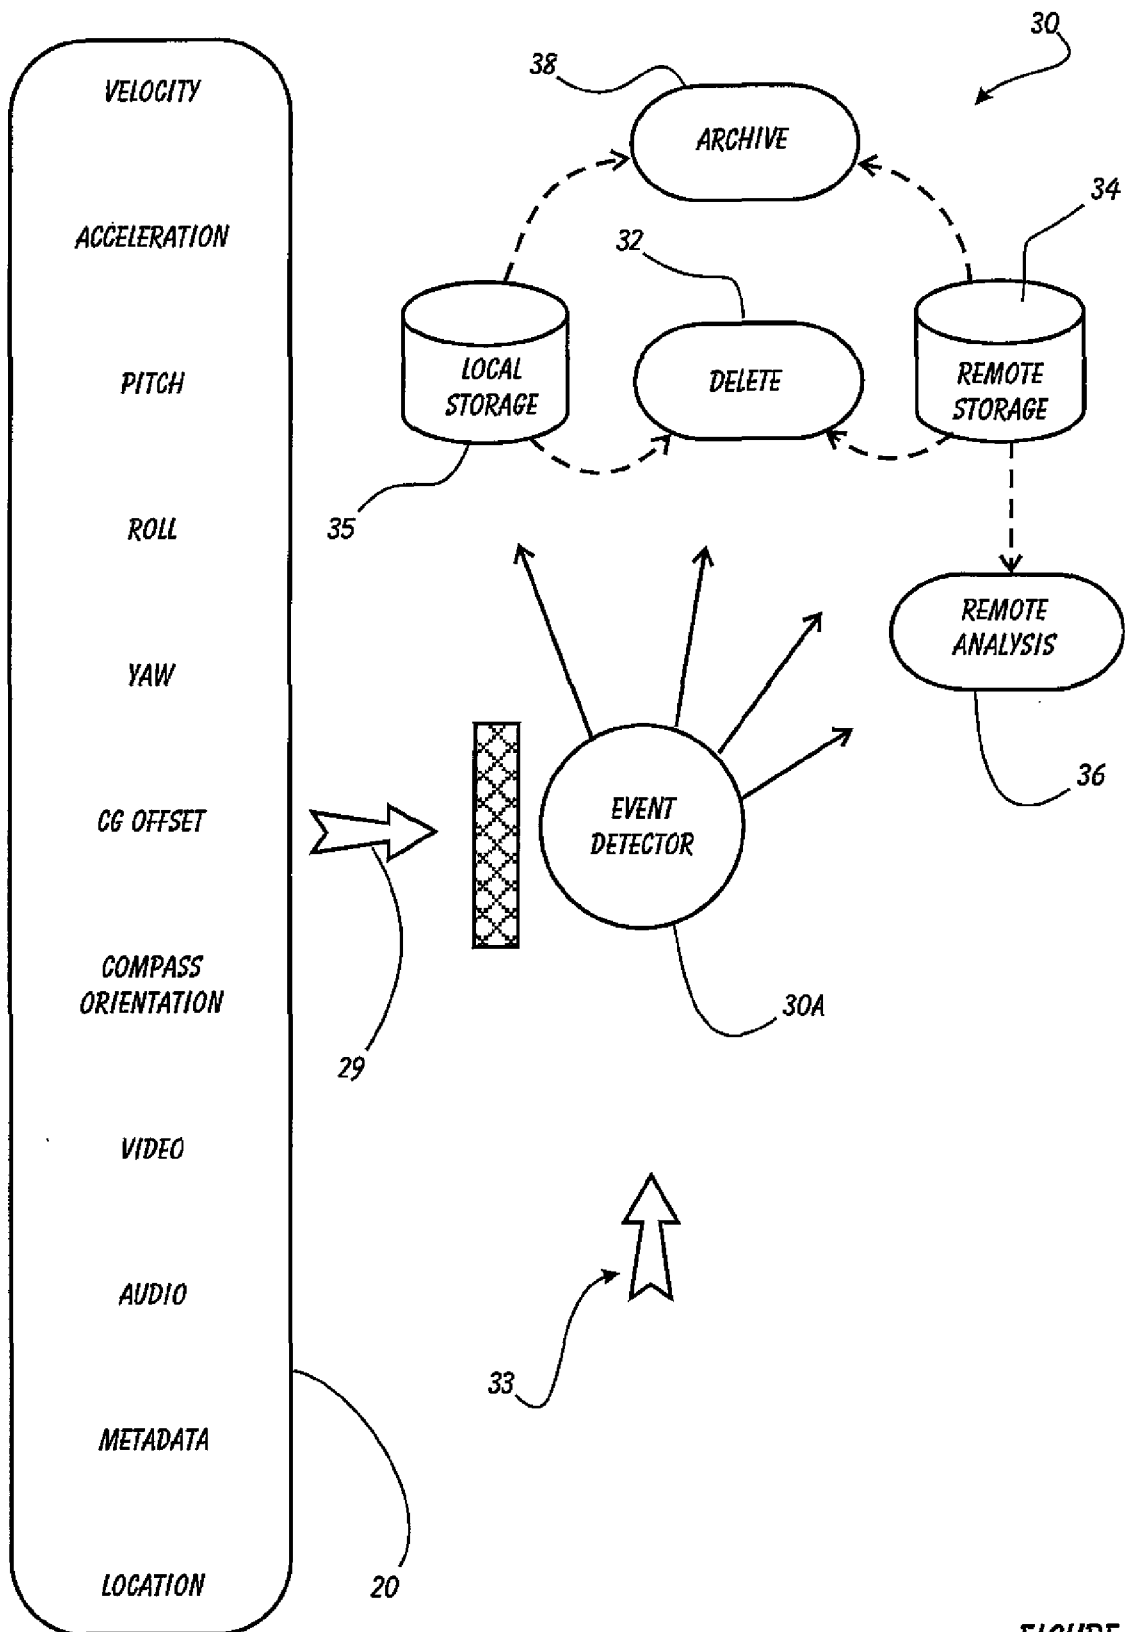 30
38
VELOCITY
ARCHIVE
34
ACCELERATION
32
PITCH
LOCAL
STORAGE
DELETE
REMOTE
STORAGE
35
ROLL
REMOTE
ANALYSIS
YAW
36
CG OFFSET
EVENT
DETECTOR
COMPASS
ORIENTATION
30A
29
VIDEO
AUDIO
33
METADATA
LOCATION
20
FIGURE